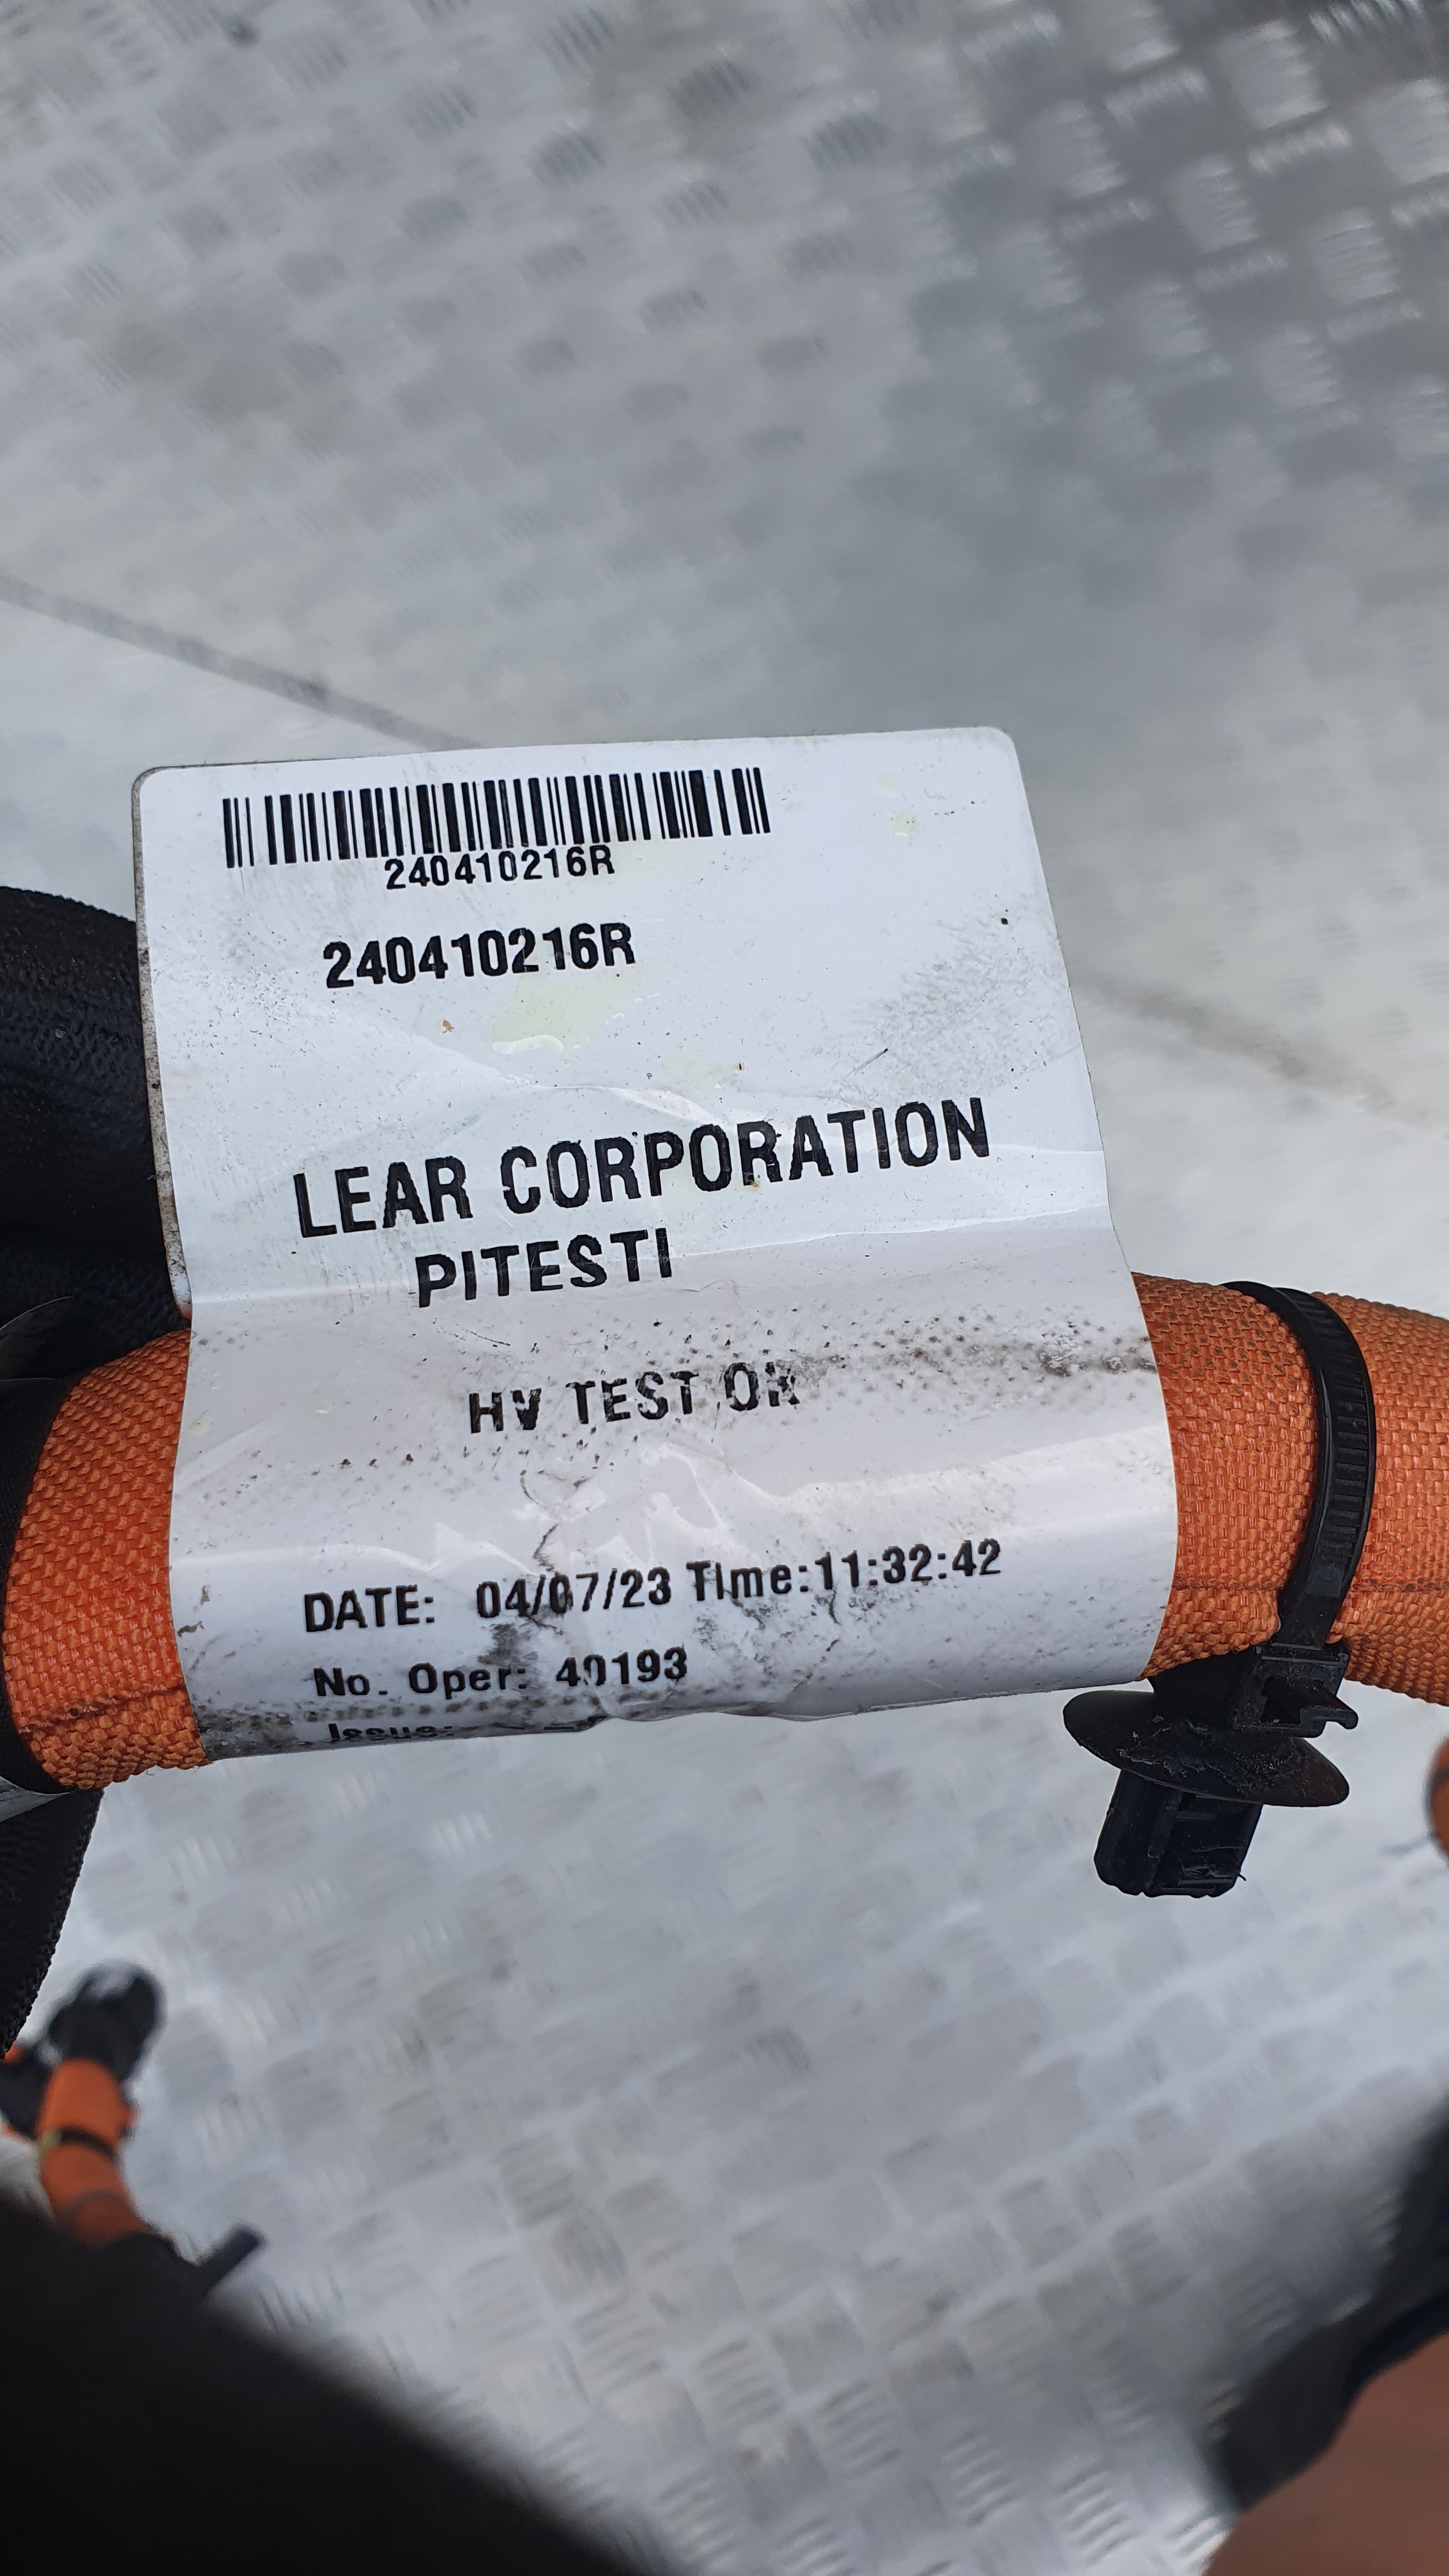 240410216R
240410216R
LEAR CORPORATION
PITESTI
HV TEST OK
DATE: 04/07/23 Time:11:32:42
No. Oper: 40193
Issue: